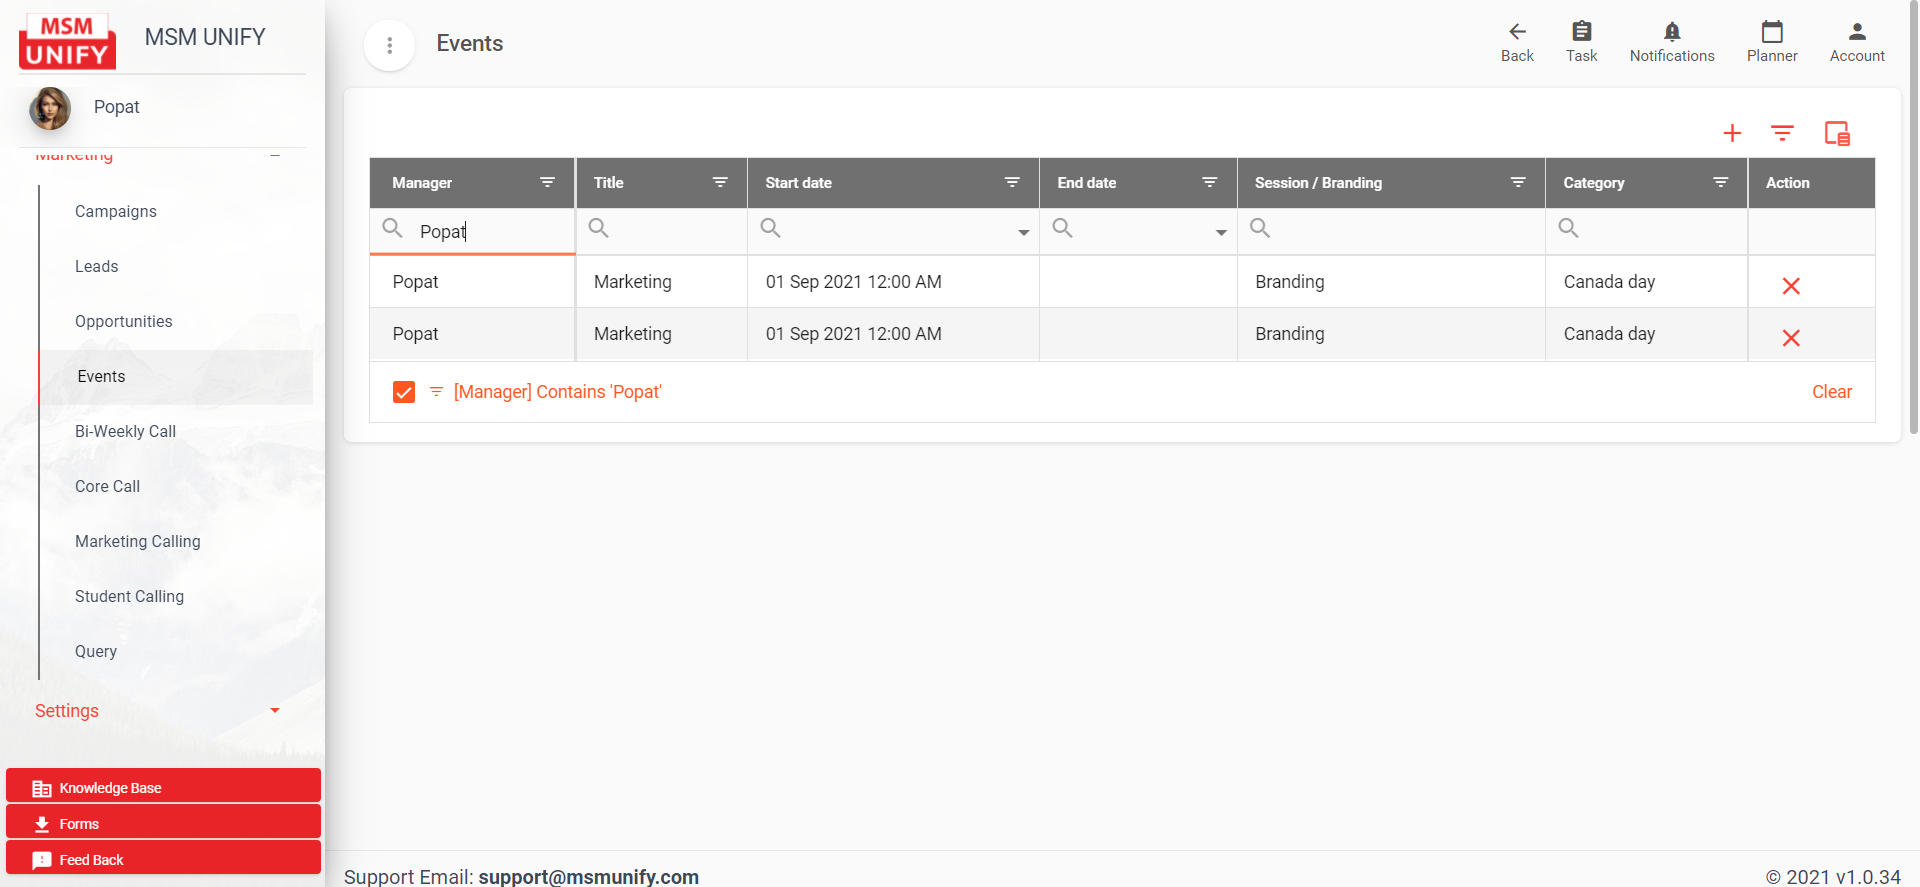 MSM
UNIFY
MSM UNIFY
Popat
Marketing
Campaigns
Leads
Opportunities
Events
Bi-Weekly Call
Core Call
Marketing Calling
Student Calling
Query
Settings
Knowledge Base
Forms
Feed Back
Events
Back
Task
Notifications
Planner
Account
Manager Title Start date End date Session / Branding Category Action
Popat
Popat Marketing 01 Sep 2021 12:00 AM Branding Canada day
Popat Marketing 01 Sep 2021 12:00 AM Branding Canada day
[Manager] Contains 'Popat' Clear
Support Email: support@msmunify.com © 2021 v1.0.34